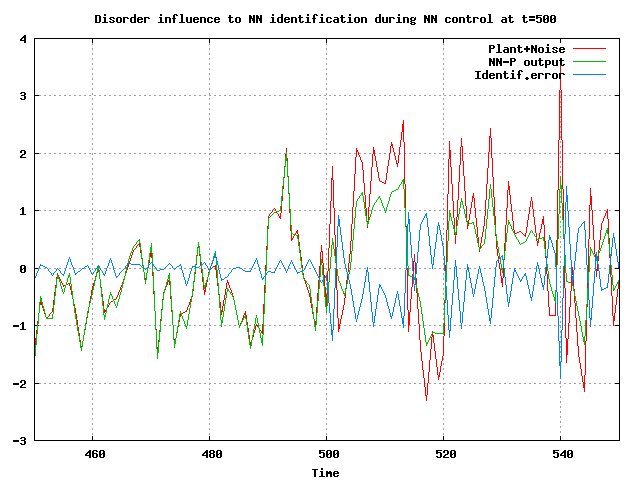 Disorder influence to NN identification during NN control at t=500
Plant+Noise
NN-P output
Identif.error
4
3
2
1
0
-1
-2
-3
460
480
500
520
540
Time